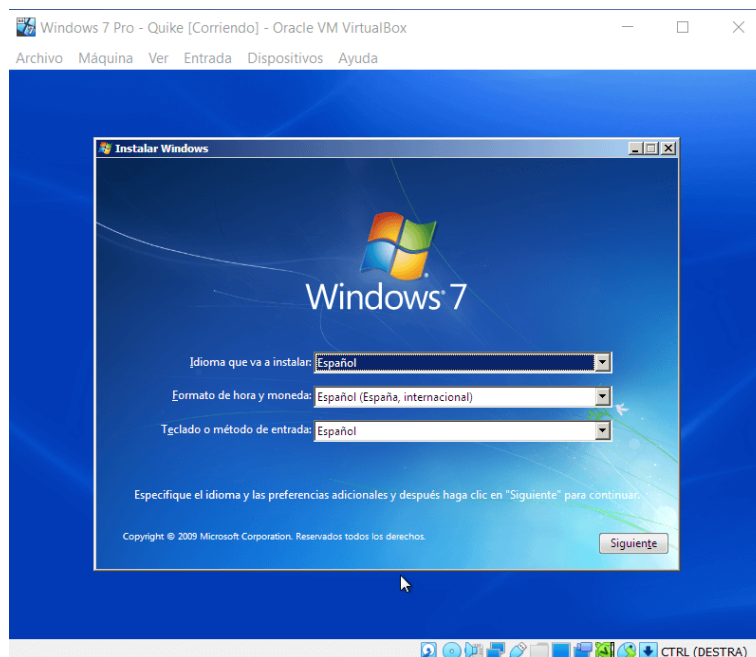 Windows 7 Pro - Quike [Corriendo] - Oracle VM VirtualBox
Archivo Máquina Ver Entrada Dispositivos Ayuda
Instalar Windows
Windows 7
Idioma que va a instalar: Español
Formato de hora y moneda: Español (España, internacional)
Teclado o método de entrada: Español
Especifique el idioma y las preferencias adicionales y después haga clic en "Siguiente" para continuar.
Copyright © 2009 Microsoft Corporation. Reservados todos los derechos.
Siguiente
CTRL (DESTRA)